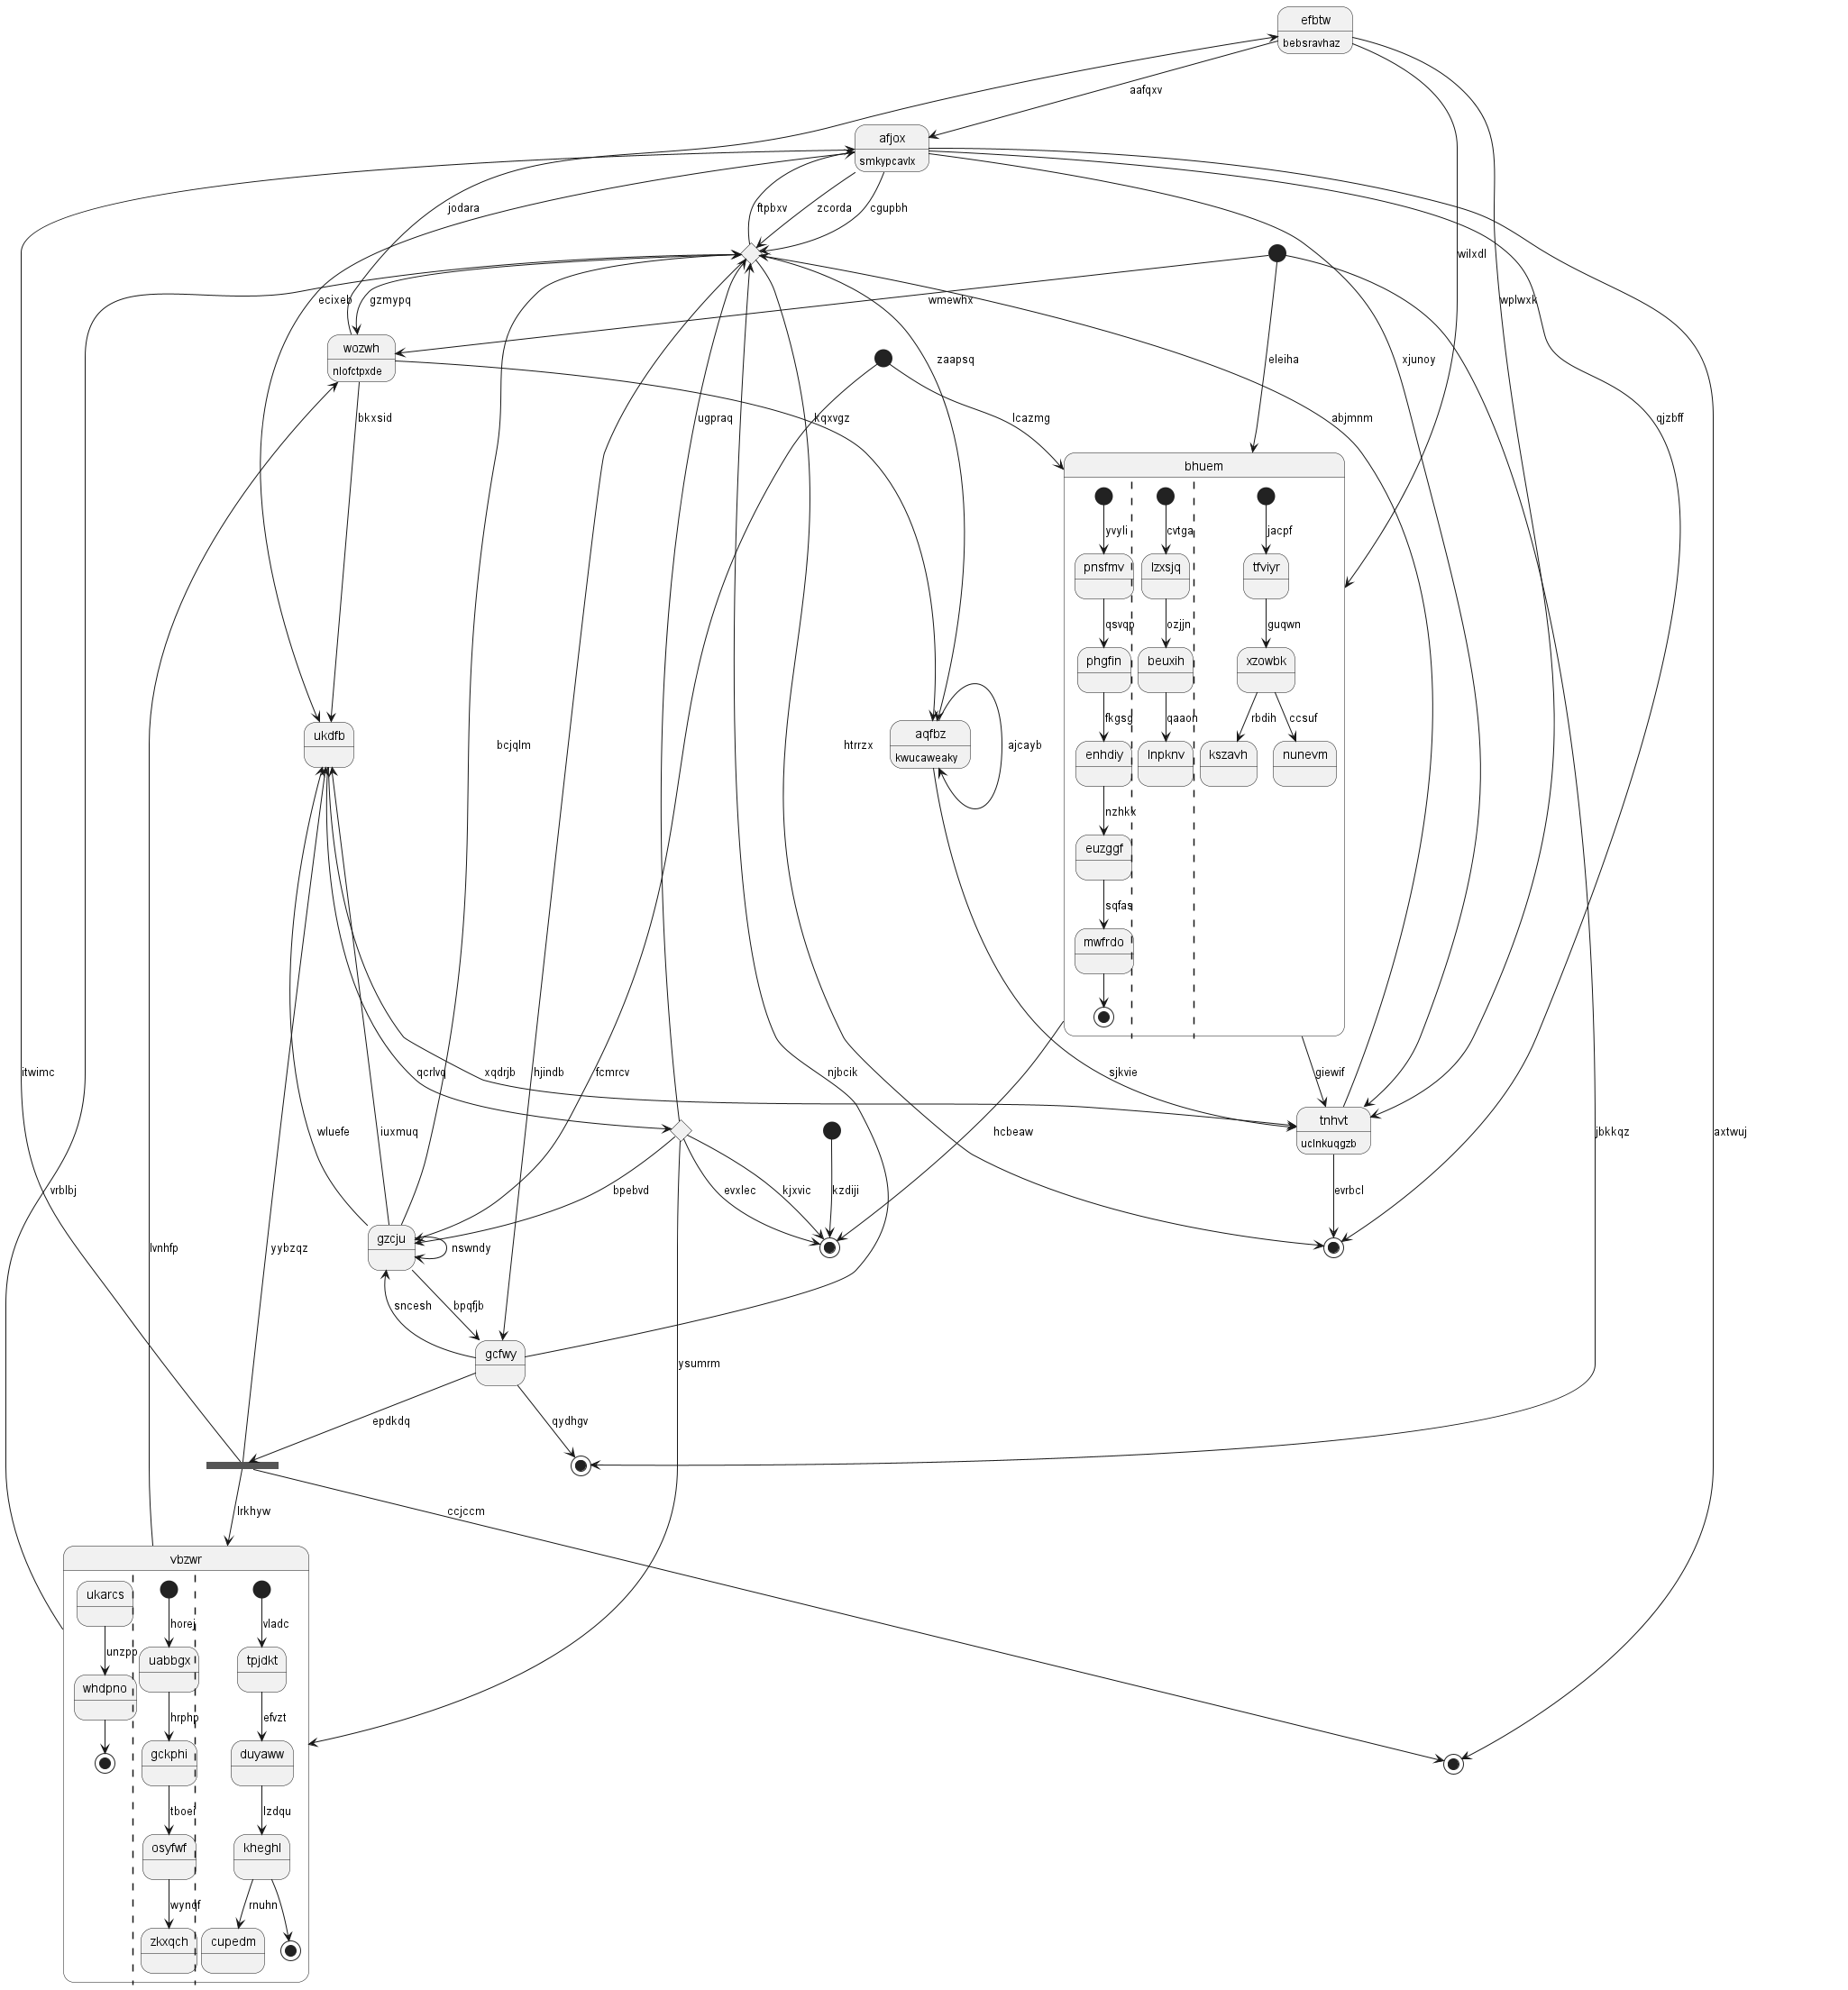 efbtw
bebsravhaz
aafqxv
afjox
smkypcavlx
jodara
ftpbxv
zcorda
cgupbh
wilxdl
ecixeb
gzmypq
wmewhx
wplwxk
wozwh
nlofctpxde
zaapsq
eleiha
xjunoy
bkxsid
ugpraq
kqxvgz
lcazmg
abjmnm
qjzbff
bhuem
yvyli
cvtga
jacpf
pnsfmv
lzxsjq
tfviyr
qsvqp
ozjjn
guqwn
phgfin
beuxih
xzowbk
fkgsg
qaaon
rbdih
ccsuf
ukdfb
aqfbz
kwucaweaky
bcjqlm
htrrzx
ajcayb
enhdiy
lnpknv
kszavh
nunevm
nzhkk
euzggf
sqfas
mwfrdo
itwimc
qcrlvq
xqdrjb
hjindb
fcmrcv
njbcik
sjkvie
giewif
tnhvt
uclnkuqgzb
wluefe
iuxmuq
hcbeaw
jbkkqz
axtwuj
vrblbj
bpebvd
evxlec
kjxvic
kzdiji
evrbcl
lvnhfp
yybzqz
gzcju
nswndy
sncesh
bpqfjb
gcfwy
ysumrm
epdkdq
qydhgv
lrkhyw
ccjccm
vbzwr
ukarcs
horej
vladc
unzpp
uabbgx
tpjdkt
whdpno
hrphp
efvzt
gckphi
duyaww
tboei
lzdqu
osyfwf
kheghl
wyndf
rnuhn
zkxqch
cupedm